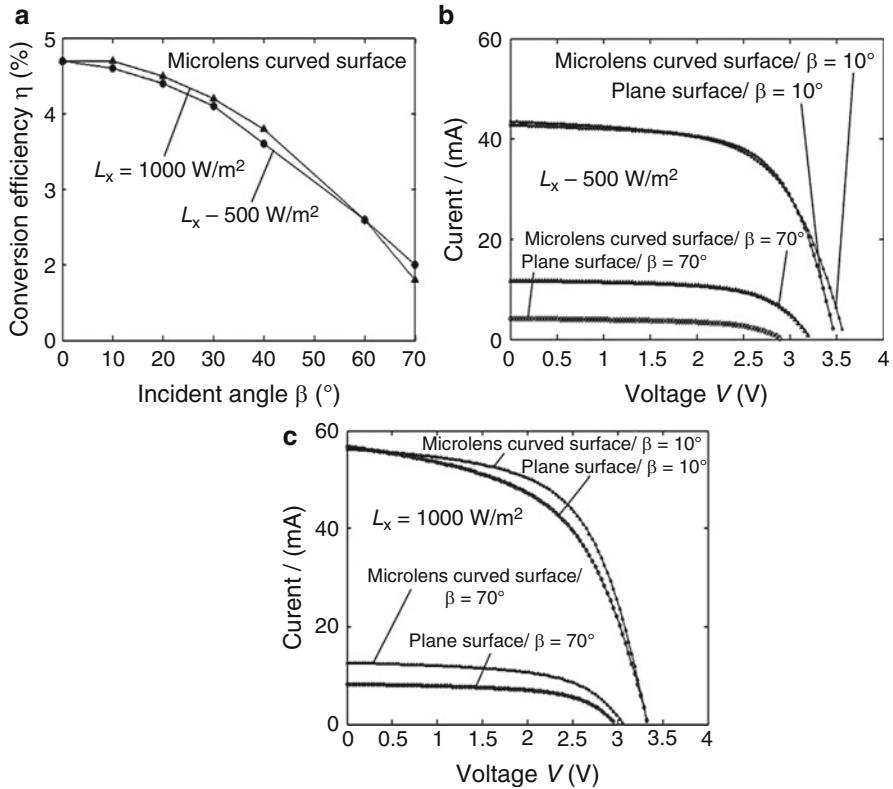 a
Conversion efficiency η (%)
5
4
5
2
2
0
0 10 20 30 40 50 60 70
Incident angle β (°)
Microlens curved surface
Lx = 1000 W/m2
Lx – 500 W/m2
b
Curent / (mA)
60
40
20
0
0 0.5 1 1.5 2 2.5 3 3.5 4
Voltage V (V)
Microlens curved surface/ β = 10°
Plane surface/ β = 10°
Lx – 500 W/m2
Microlens curved surface/ β = 70°
Plane surface/ β = 70°
c
Curent / (mA)
60
40
20
0
0 0.5 1 1.5 2 2.5 3 3.5 4
Voltage V (V)
Microlens curved surface/ β = 10°
Plane surface/ β = 10°
Lx = 1000 W/m2
Microlens curved surface/
β = 70°
Plane surface/ β = 70°